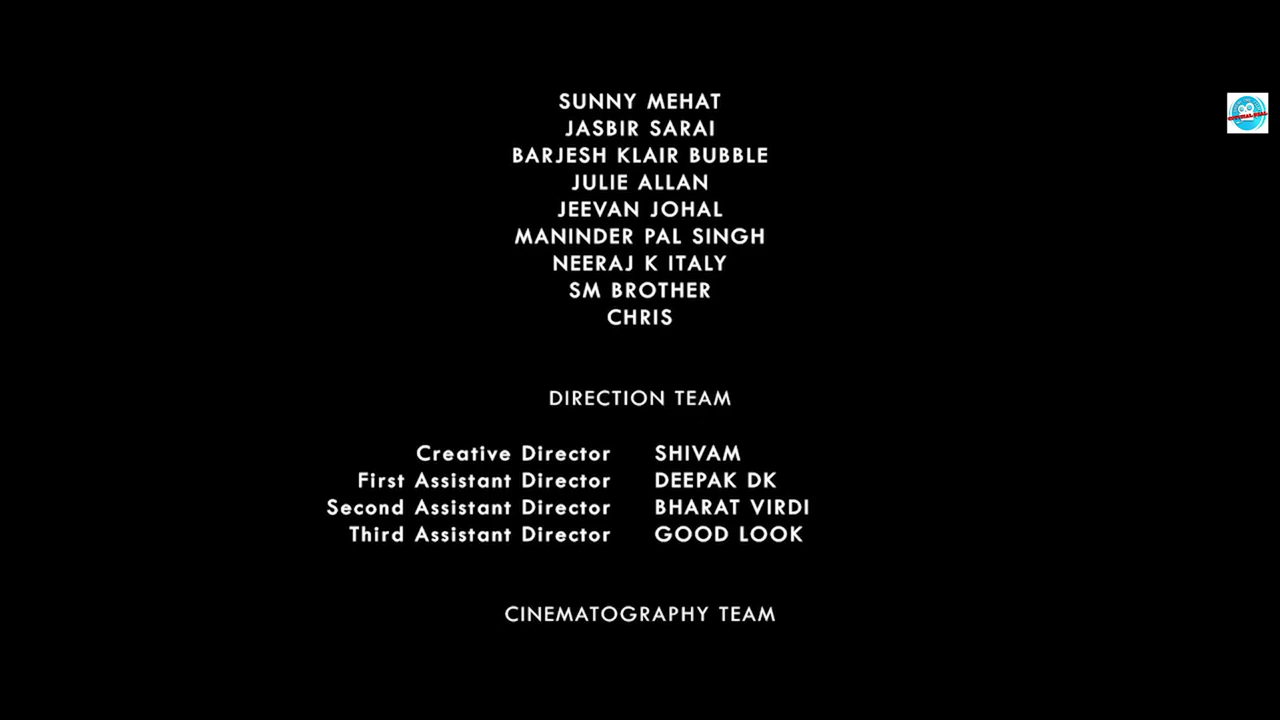 SUNNY MEHAT
JASBIR SARAI
BARJESH KLAIR BUBBLE
JULIE ALLAN
JEEVAN JOHAL
MANINDER PAL SINGH
NEERAJ K ITALY
SM BROTHER
CHRIS
DIRECTION TEAM
Creative Director SHIVAM
First Assistant Director DEEPAK DK
Second Assistant Director BHARAT VIRDI
Third Assistant Director GOOD LOOK
CINEMATOGRAPHY TEAM